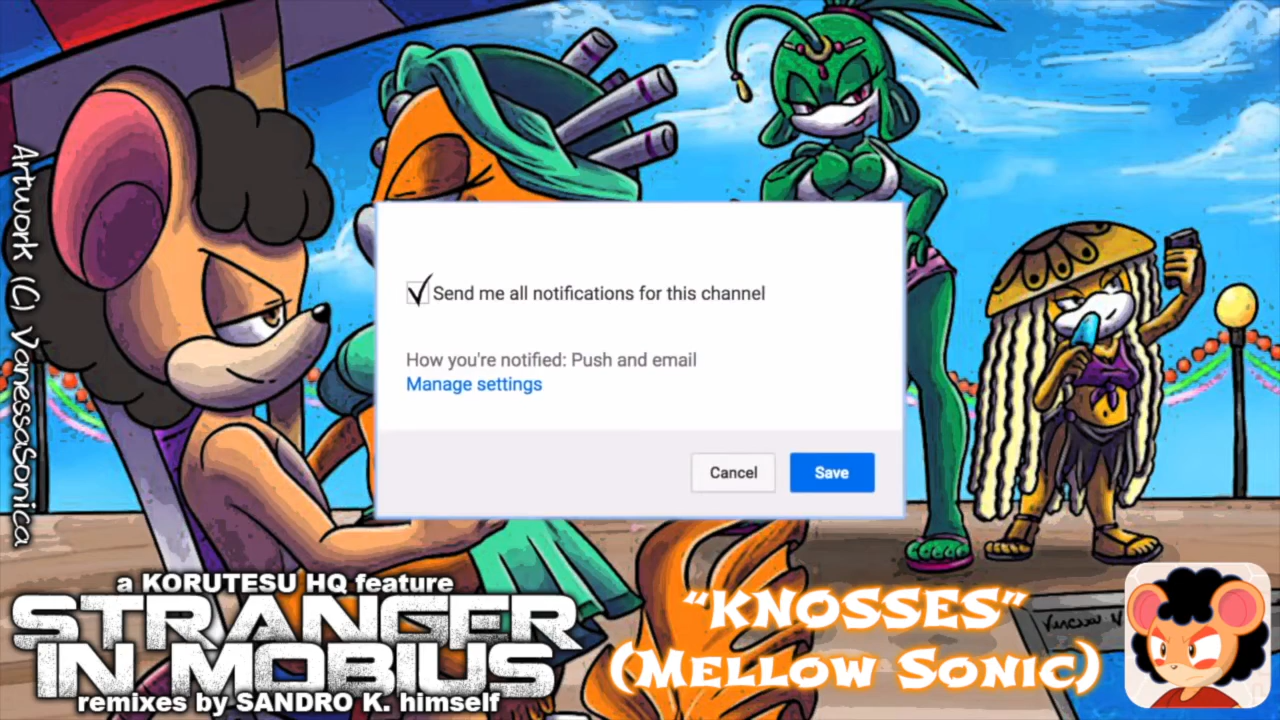 Artwork (C) VanessaSonica
Send me all notifications for this channel
How you're notified: Push and email
Manage settings
Cancel
Save
a KORUTESU HQ feature
STRANGER
IN MOBIUS
remixes by SANDRO K. himself
“KNOSSES”
(Mellow Sonic)